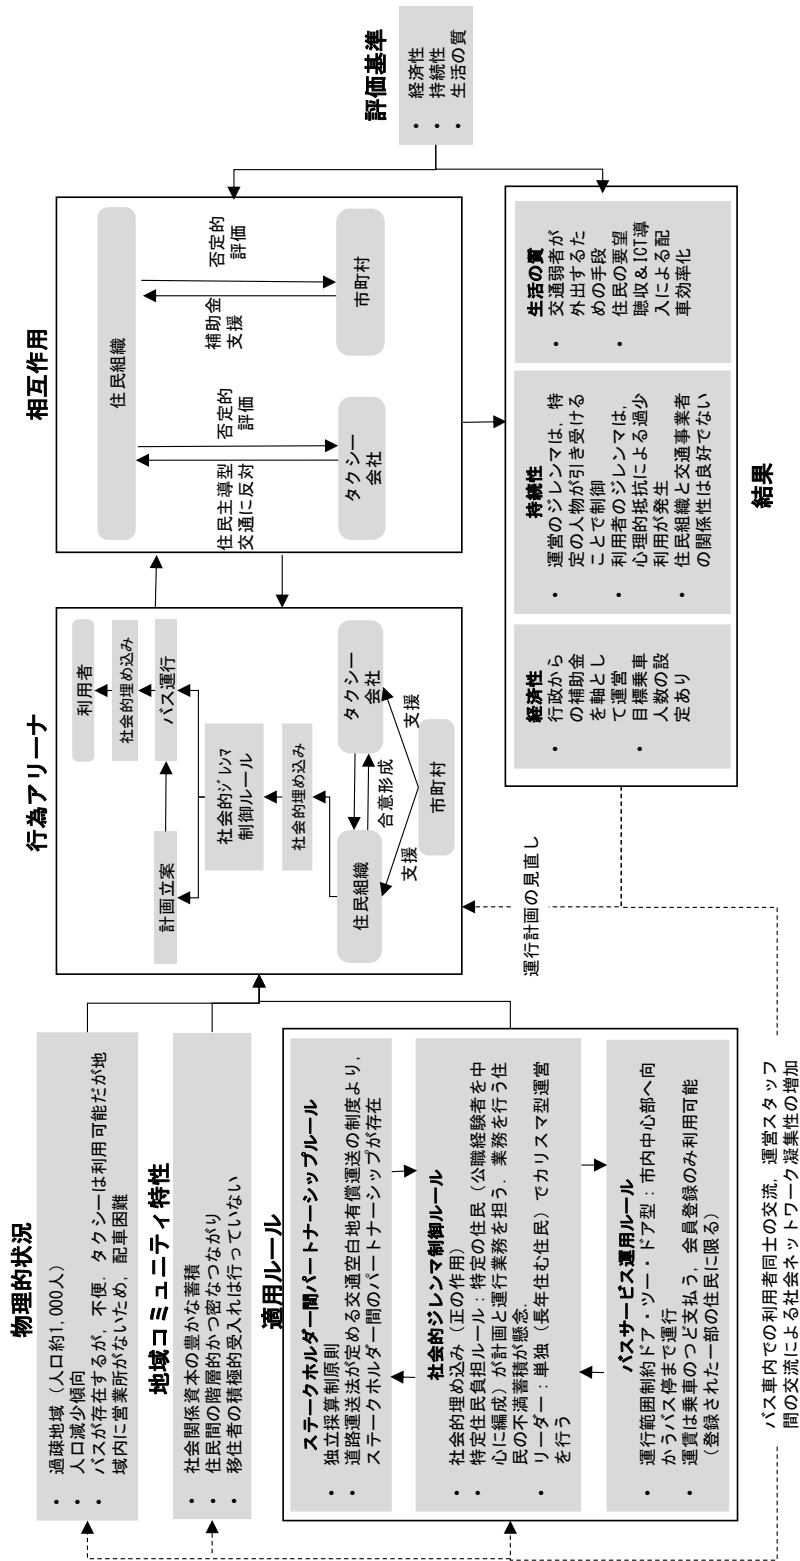 物理的状況
• 過疎地域（人口約1,000人）
• 人口減少傾向
• バスが存在するが，不便．タクシーは利用可能だが地
域内に営業所がないため，配車困難
地域コミュニティ特性
• 社会関係資本の豊かな蓄積
• 住民間の階層的かつ密なつながり
• 移住者の積極的受入れは行っていない
適用ルール
ステークホルダー間パートナーシップルール
• 独立採算制原則
• 道路運送法が定める交通空白地有償運送の制度より，
ステークホルダー間のパートナーシップが存在
社会的ジレンマ制御ルール
• 社会的埋め込み（正の作用）
• 特定住民負担ルール：特定の住民（公職経験者を中
心に編成）が計画と運行業務を担う．業務を行う住
民の不満蓄積が懸念．
• リーダー：単独（長年住む住民）でカリスマ型運営
を行う
バスサービス運用ルール
• 運行範囲制約ドア・ツー・ドア型：市内中心部へ向
かうバス停まで運行
• 運賃は乗車のつど支払う，会員登録のみ利用可能
（登録された一部の住民に限る）
行為アリーナ
計画立案
バス運行
社会的埋め込み
利用者
社会的ジレンマ
制御ルール
社会的埋め込み
住民組織
合意形成
タクシー
会社
支援
支援
市町村
相互作用
住民組織
住民主導型
交通に反対
否定的
評価
補助金
支援
否定的
評価
タクシー
会社
市町村
評価基準
• 経済性
• 持続性
• 生活の質
経済性
• 行政から
の補助金
を軸とし
て運営
• 目標乗車
人数の設
定あり
持続性
• 運営のジレンマは，特
定の人物が引き受ける
ことで制御
• 利用者のジレンマは，
心理的抵抗による過少
利用が発生
• 住民組織と交通事業者
の関係性は良好でない
生活の質
• 交通弱者が
外出するた
めの手段
• 住民の要望
聴収＆ICT導
入による配
車効率化
結果
運行計画の見直し
バス車内での利用者同士の交流，運営スタッフ
間の交流による社会ネットワーク凝集性の増加